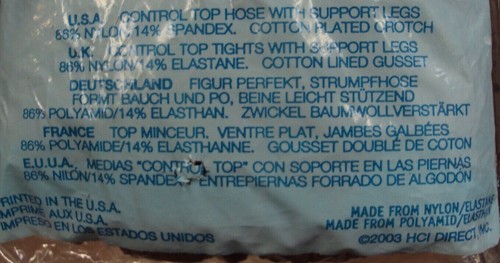 U.S.A. CONTROL TOP HOSE WITH SUPPORT LEGS
86% NYLON/14% SPANDEX. COTTON PLATED CROTCH
U.K. CONTROL TOP TIGHTS WITH SUPPORT LEGS
86% NYLON/14% ELASTANE. COTTON LINED GUSSET
DEUTSCHLAND FIGUR PERFEKT, STRUMPFHOSE
FORMT BAUCH UND PO, BEINE LEICHT STÜTZEND
86% POLYAMID/14% ELASTHAN. ZWICKEL BAUMWOLLVERSTÄRKT
FRANCE TOP MINCEUR. VENTRE PLAT, JAMBES GALBÉES
86% POLYAMIDE/14% ELASTHANNE. GOUSSET DOUBLÉ DE COTON
E.U.U.A. MEDIAS "CONTROL TOP" CON SOPORTE EN LAS PIERNAS
86% NILÓN/14% SPANDEX ENTREPIERNAS FORRADO DE ALGODÓN
PRINTED IN THE U.S.A.
IMPRIMÉ AUX U.S.A.
IMPRESO EN LOS ESTADOS UNIDOS
MADE FROM NYLON/ELASTANE
MADE FROM POLYAMID/ELASTHAN
©2003 HCI DIRECT, INC.